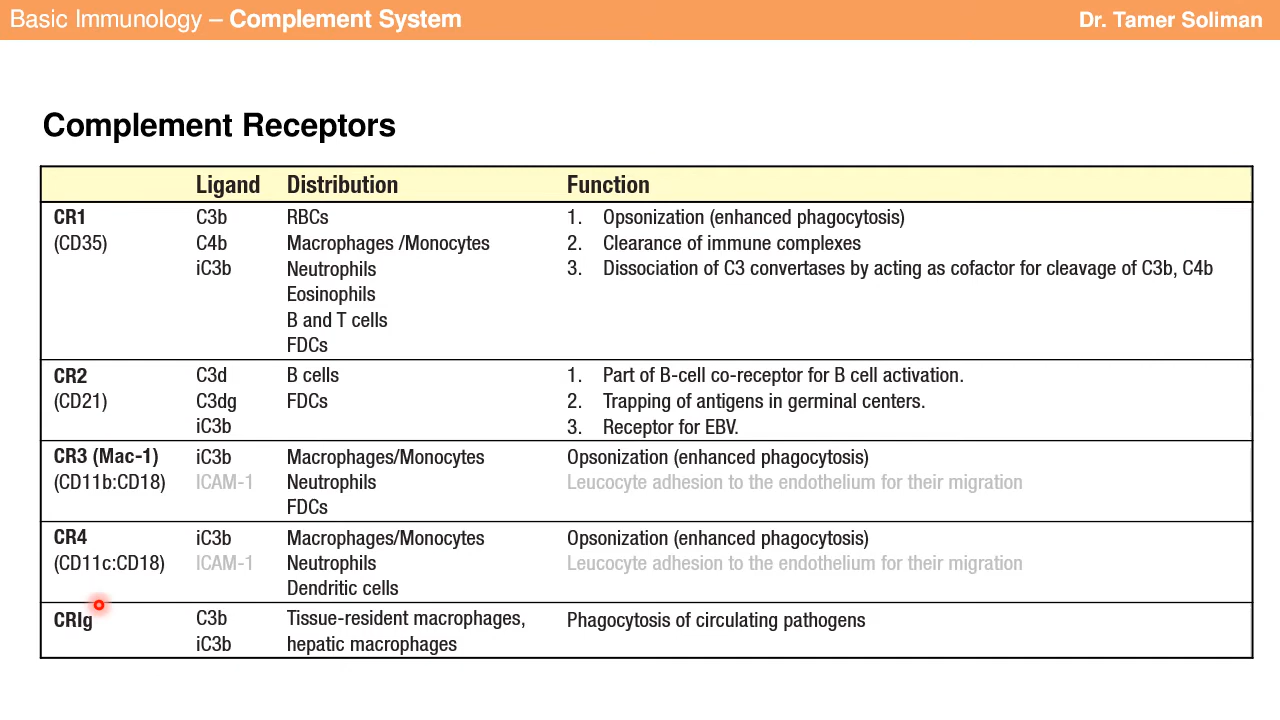 Basic Immunology – Complement System
Dr. Tamer Soliman
Complement Receptors
Ligand Distribution Function
CR1 C3b RBCs 1. Opsonization (enhanced phagocytosis)
(CD35) C4b Macrophages /Monocytes 2. Clearance of immune complexes
iC3b Neutrophils 3. Dissociation of C3 convertases by acting as cofactor for cleavage of C3b, C4b
Eosinophils
B and T cells
FDCs
CR2 C3d B cells 1. Part of B-cell co-receptor for B cell activation.
(CD21) C3dg FDCs 2. Trapping of antigens in germinal centers.
iC3b 3. Receptor for EBV.
CR3 (Mac-1) iC3b Macrophages/Monocytes Opsonization (enhanced phagocytosis)
(CD11b:CD18) ICAM-1 Neutrophils Leucocyte adhesion to the endothelium for their migration
FDCs
CR4 iC3b Macrophages/Monocytes Opsonization (enhanced phagocytosis)
(CD11c:CD18) ICAM-1 Neutrophils Leucocyte adhesion to the endothelium for their migration
Dendritic cells
CRIg C3b Tissue-resident macrophages, Phagocytosis of circulating pathogens
iC3b hepatic macrophages